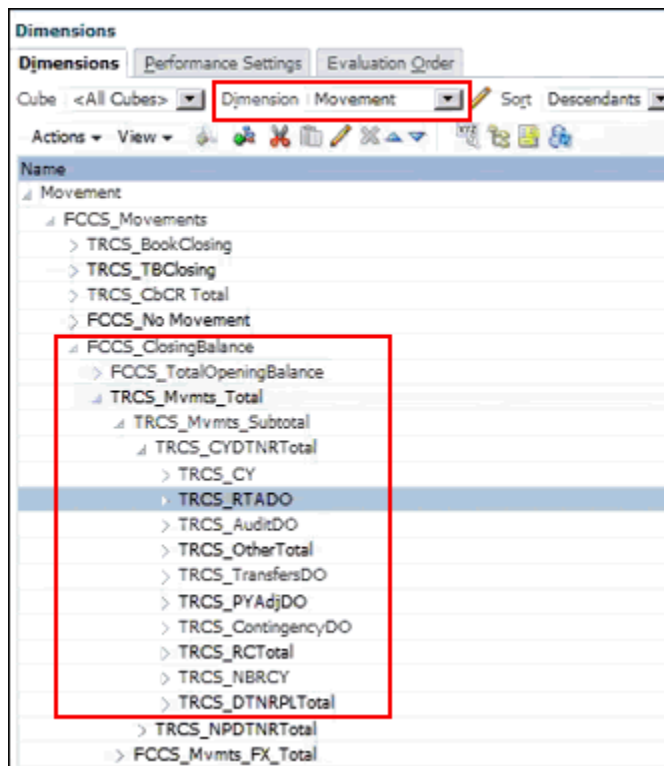 Dimensions
Dimensions Performance Settings Evaluation Order
Cube <All Cubes> Dimension Movement Sort Descendants
Actions View
Name
Movement
FCCS_Movements
TRCS_BookClosing
TRCS_TBClosing
TRCS_CbCR Total
FCCS_No Movement
FCCS_ClosingBalance
FCCS_TotalOpeningBalance
TRCS_Mvmts_Total
TRCS_Mvmts_Subtotal
TRCS_CYDTNRTotal
TRCS_CY
TRCS_RTADO
TRCS_AuditDO
TRCS_OtherTotal
TRCS_TransfersDO
TRCS_PYAdjDO
TRCS_ContingencyDO
TRCS_RCTotal
TRCS_NBRCY
TRCS_DTNRPLTotal
TRCS_NPDTNRTotal
FCCS_Mvmts_FX_Total